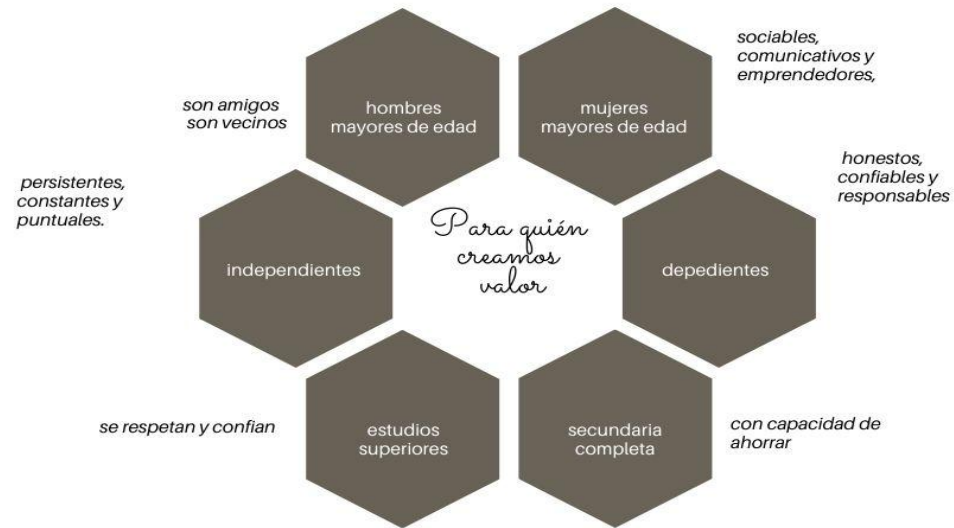 sociables,
comunicativos y
emprendedores,
son amigos
son vecinos
hombres
mayores de edad
mujeres
mayores de edad
honestos,
confiables y
responsables
persistentes,
constantes y
puntuales.
Para quién
creamos
valor
independientes
depedientes
se respetan y confian
estudios
superiores
secundaria
completa
con capacidad de
ahorrar